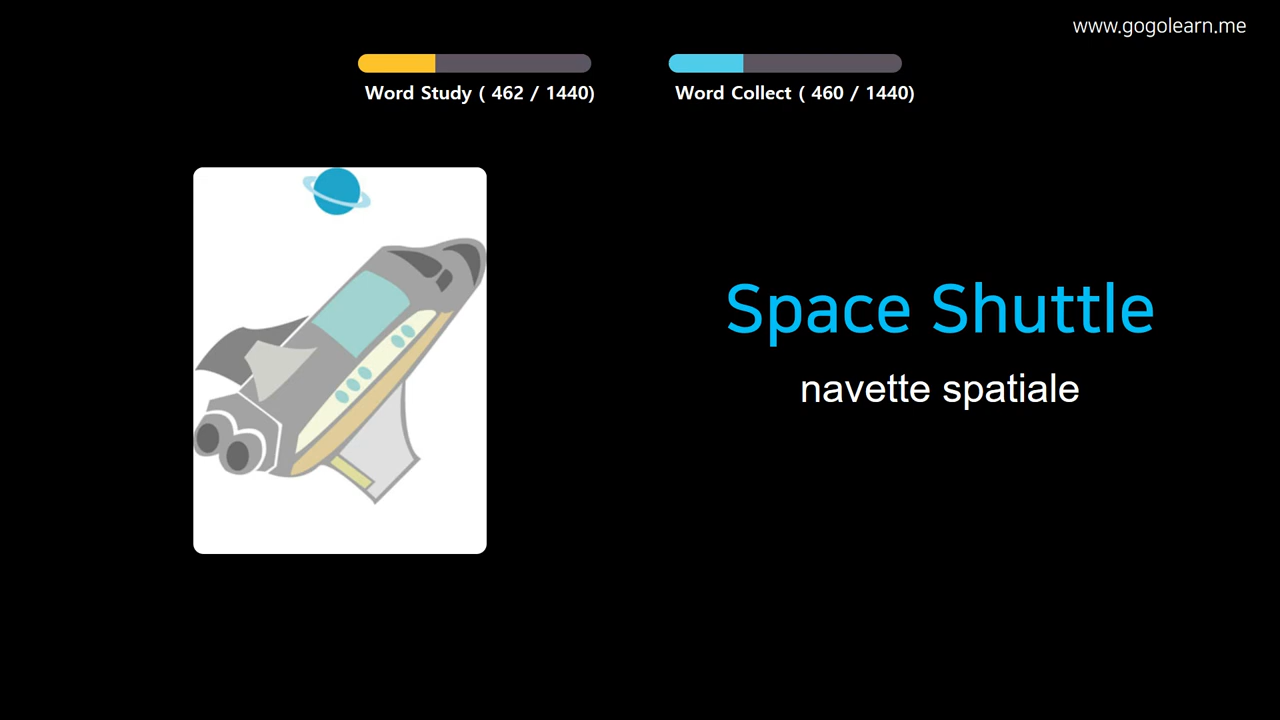 www.gogolearn.me
Word Study ( 462 / 1440)
Word Collect ( 460 / 1440)
Space Shuttle
navette spatiale